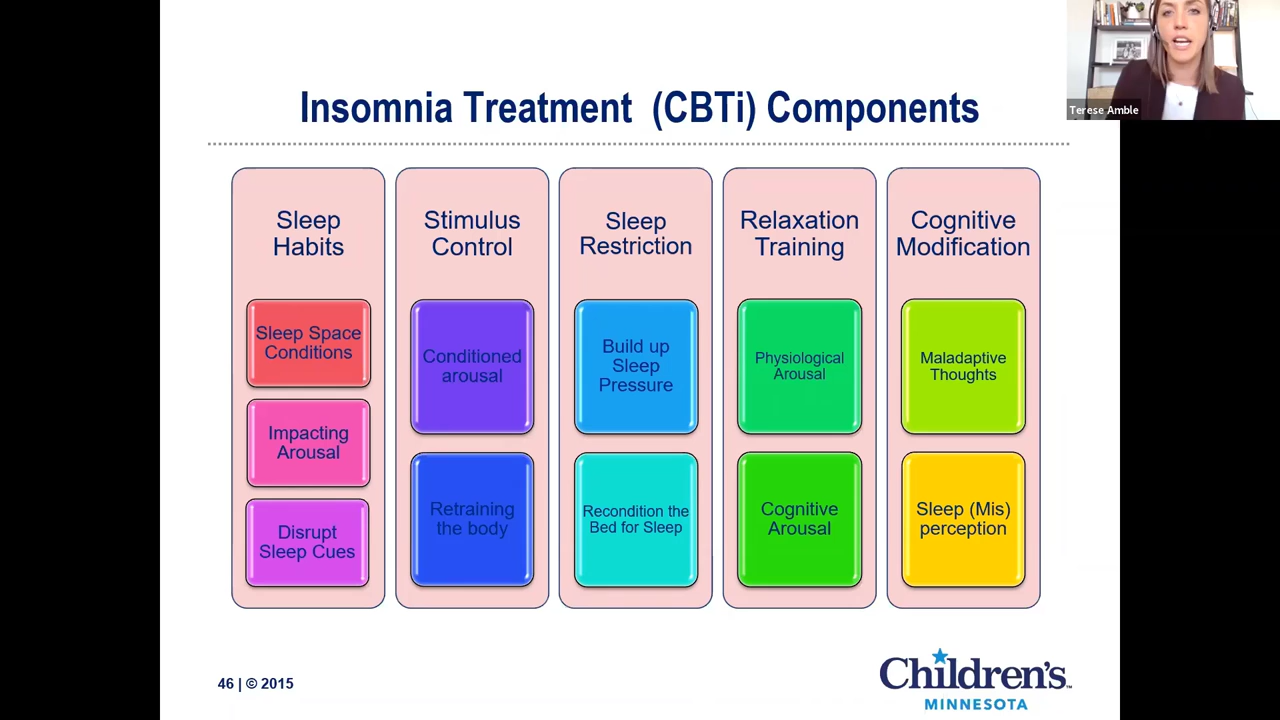 Terese Amble
Insomnia Treatment (CBTi) Components
Sleep
Habits
Sleep Space
Conditions
Impacting
Arousal
Disrupt
Sleep Cues
Stimulus
Control
Conditioned
arousal
Retraining
the body
Sleep
Restriction
Build up
Sleep
Pressure
Recondition the
Bed for Sleep
Relaxation
Training
Physiological
Arousal
Cognitive
Arousal
Cognitive
Modification
Maladaptive
Thoughts
Sleep (Mis)
perception
46 | © 2015
Children's™
MINNESOTA